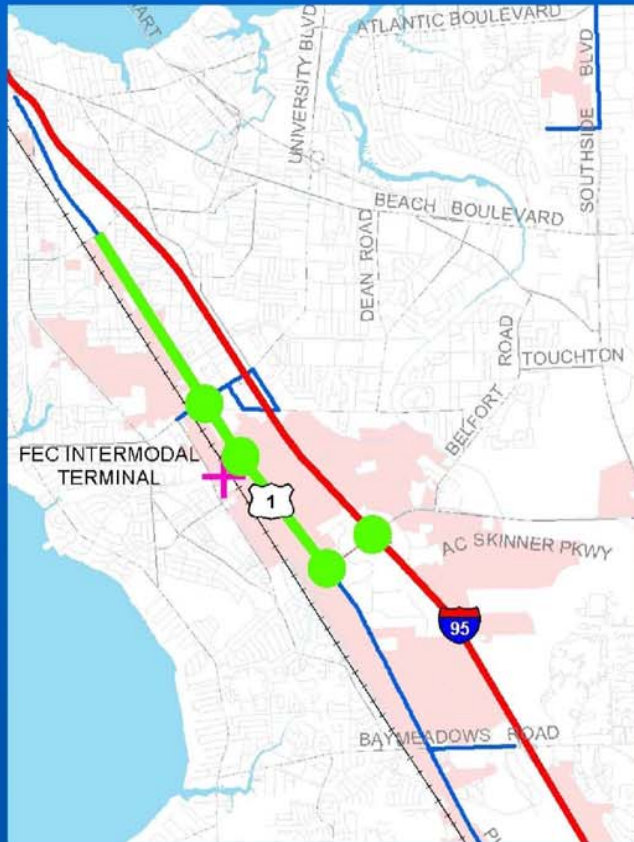 ART
ATLANTIC BOULEVARD
UNIVERSITY BLVD
SOUTHSIDE BLVD
BEACH BOULEVARD
DEAN ROAD
BELFORT ROAD
TOUCHTON
FEC INTERMODAL
TERMINAL
1
AC SKINNER PKWY
95
BAYMEADOWS ROAD